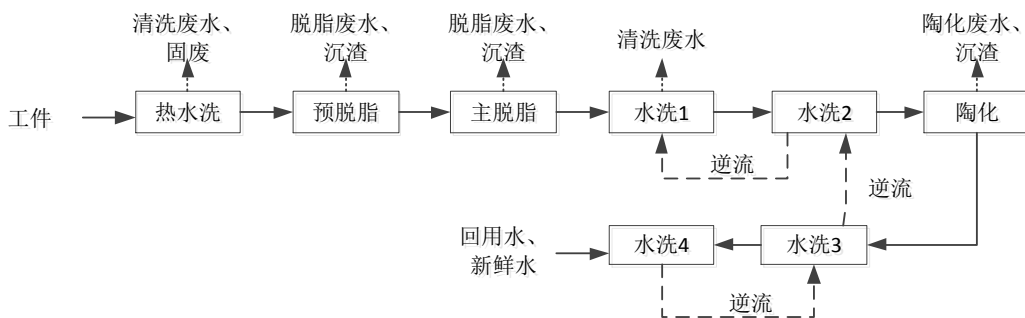 清洗废水、
固废
脱脂废水、
沉渣
脱脂废水、
沉渣
清洗废水
陶化废水、
沉渣
工件
热水洗
预脱脂
主脱脂
水洗1
水洗2
陶化
逆流
逆流
回用水、
新鲜水
水洗4
水洗3
逆流